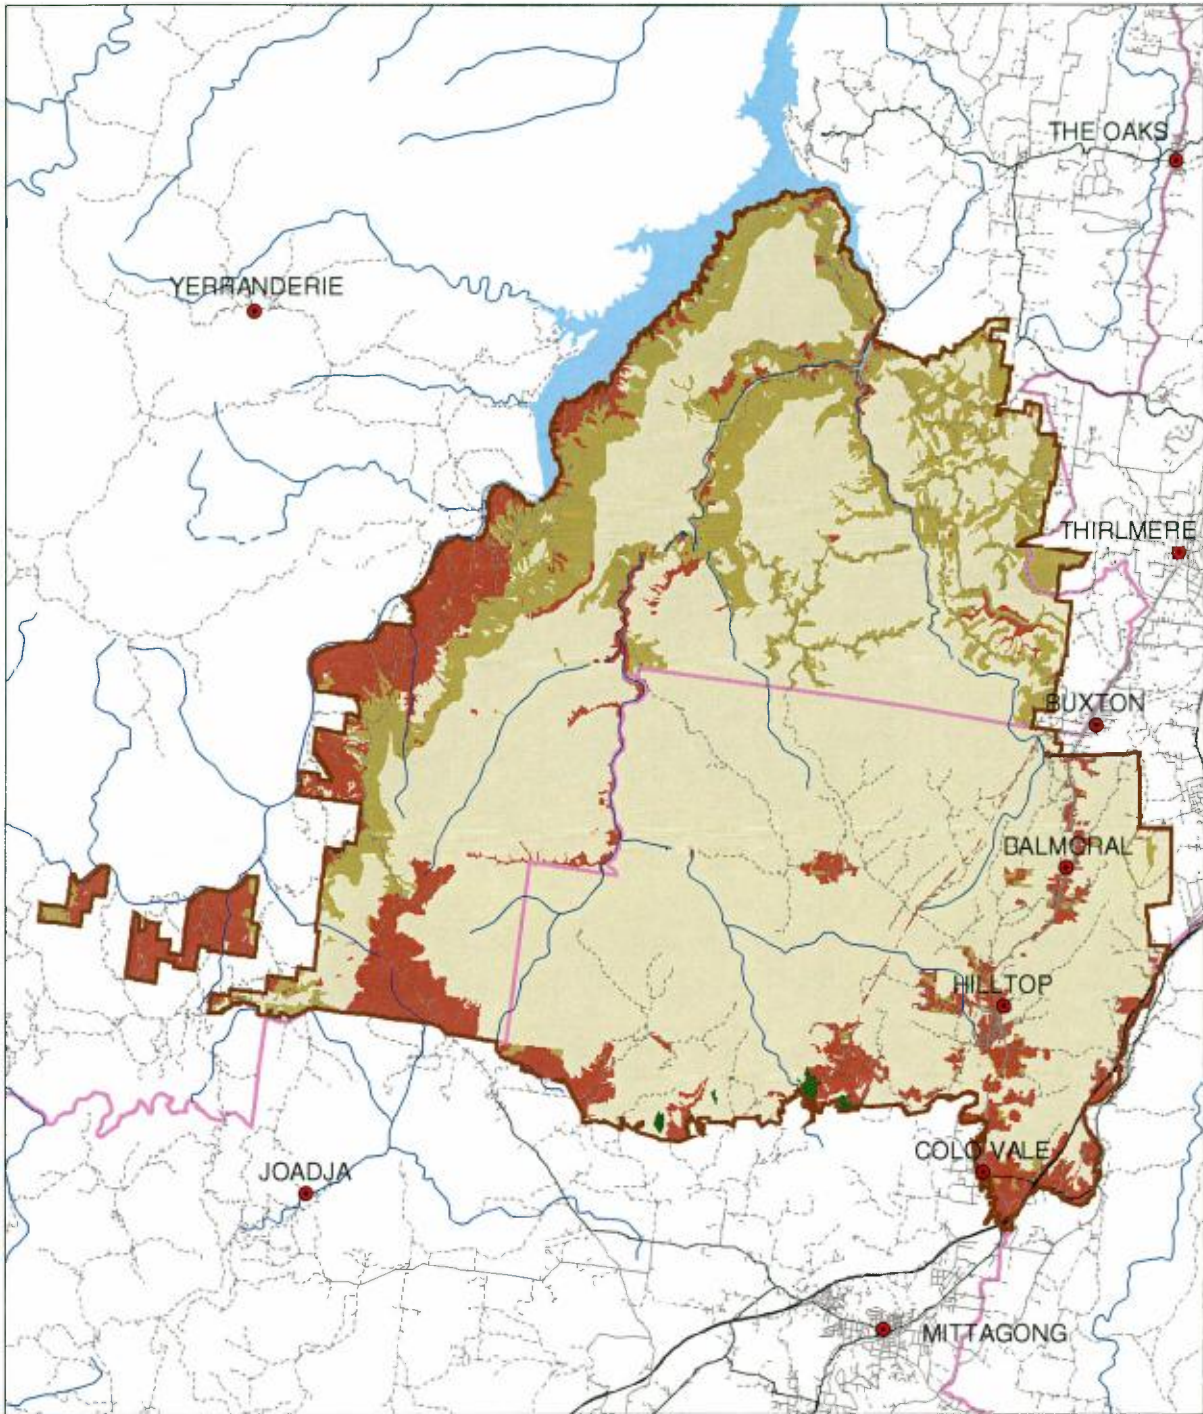 THE OAKS
YERRANDERIE
THIRLMERE
BUXTON
BALMORAL
HILLTOP
COLO VALE
JOADJA
MITTAGONG